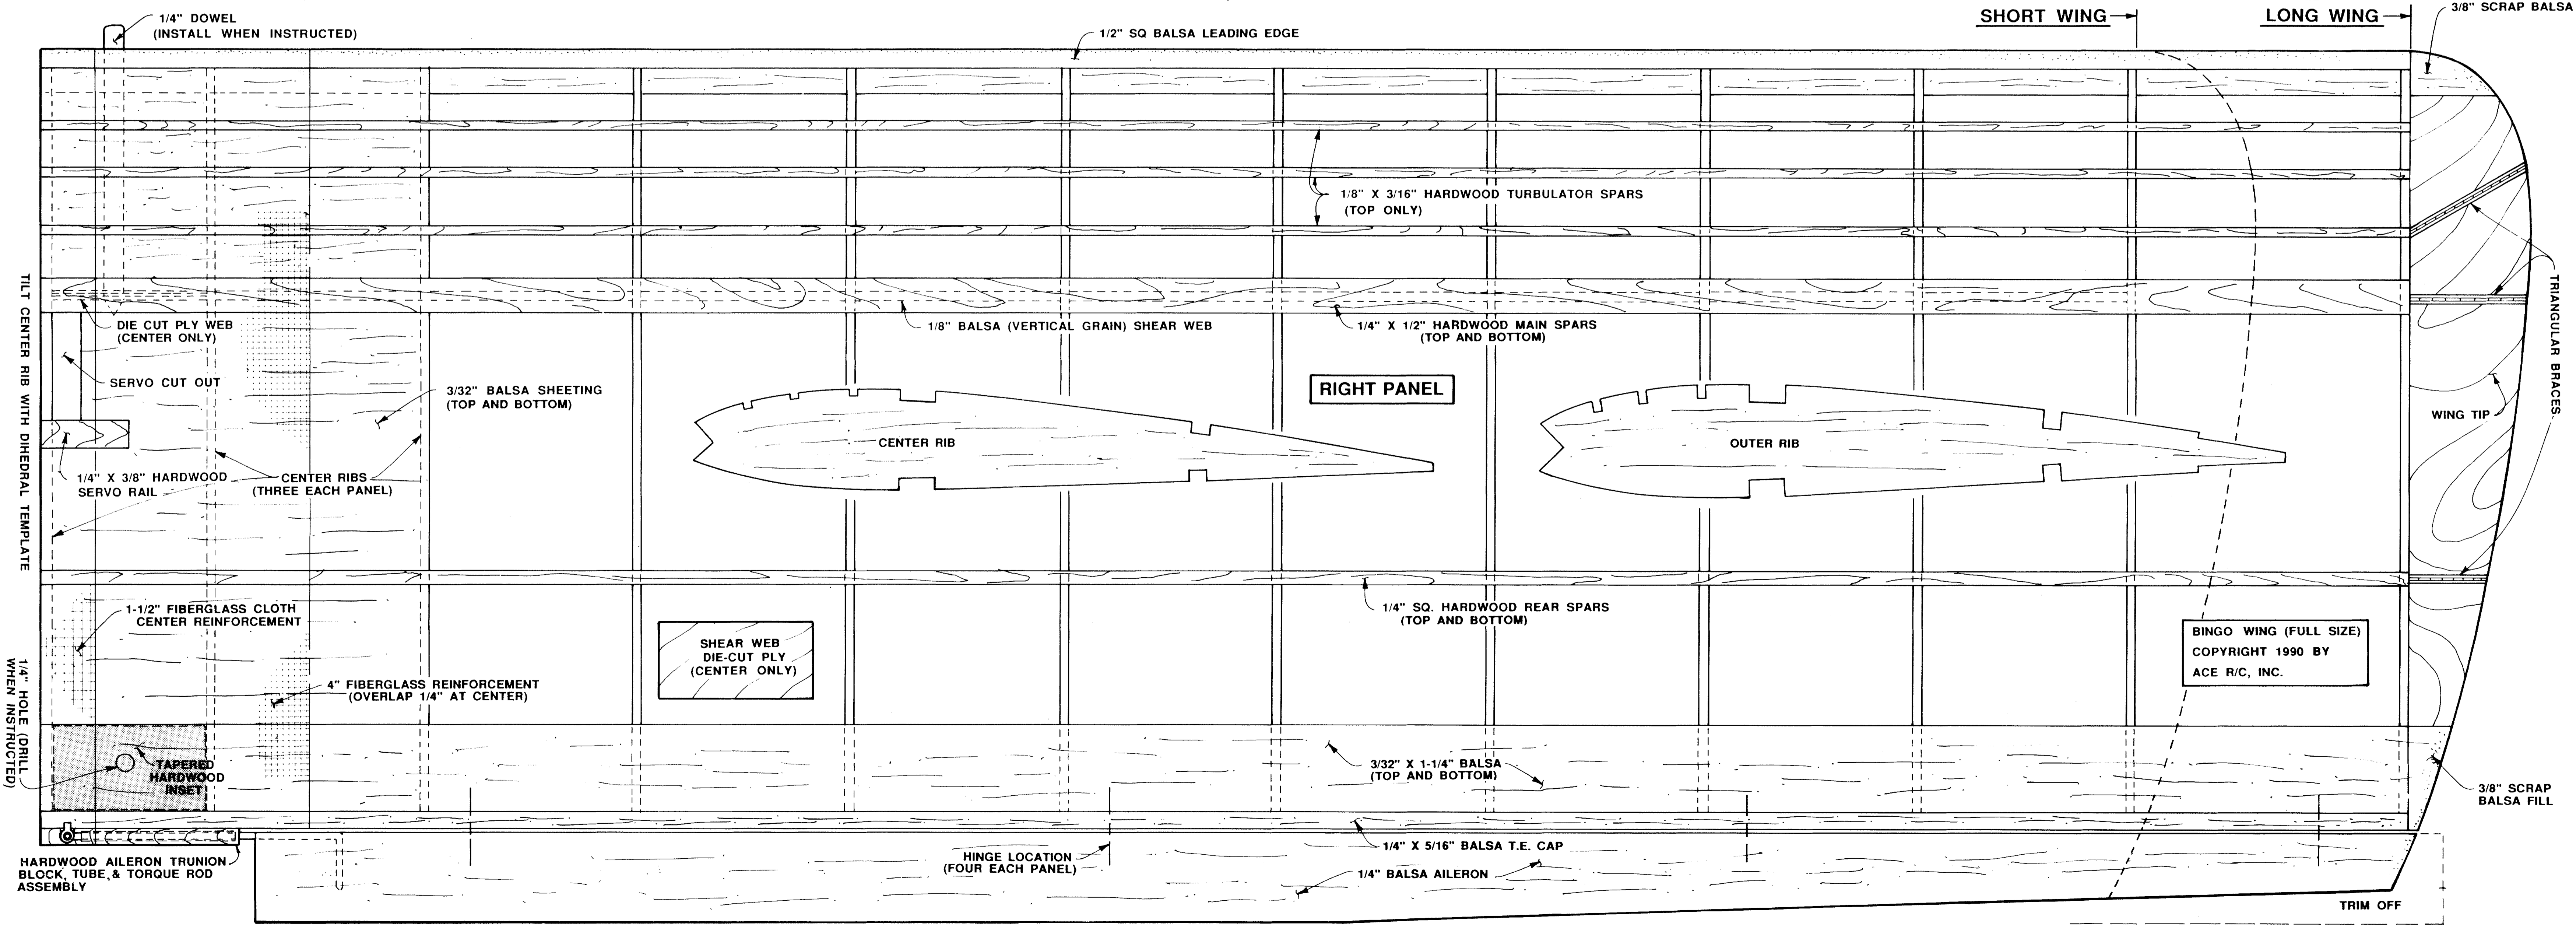 1/4" DOWEL
(INSTALL WHEN INSTRUCTED)
1/2" SQ BALSA LEADING EDGE
SHORT WING
LONG WING
3/8" SCRAP BALSA
1/8" X 3/16" HARDWOOD TURBULATOR SPARS
(TOP ONLY)
TILT CENTER RIB WITH DIHEDRAL TEMPLATE
DIE CUT PLY WEB
(CENTER ONLY)
1/8" BALSA (VERTICAL GRAIN) SHEAR WEB
1/4" X 1/2" HARDWOOD MAIN SPARS
(TOP AND BOTTOM)
TRIANGULAR BRACES
SERVO CUT OUT
3/32" BALSA SHEETING
(TOP AND BOTTOM)
RIGHT PANEL
WING TIP
CENTER RIB
OUTER RIB
1/4" X 3/8" HARDWOOD
SERVO RAIL
CENTER RIBS
(THREE EACH PANEL)
1-1/2" FIBERGLASS CLOTH
CENTER REINFORCEMENT
1/4" SQ. HARDWOOD REAR SPARS
(TOP AND BOTTOM)
SHEAR WEB
DIE-CUT PLY
(CENTER ONLY)
BINGO WING (FULL SIZE)
COPYRIGHT 1990 BY
ACE R/C, INC.
1/4" HOLE (DRILL
WHEN INSTRUCTED)
4" FIBERGLASS REINFORCEMENT
(OVERLAP 1/4" AT CENTER)
TAPERED
HARDWOOD
INSET
3/32" X 1-1/4" BALSA
(TOP AND BOTTOM)
3/8" SCRAP
BALSA FILL
HARDWOOD AILERON TRUNION
BLOCK, TUBE,& TORQUE ROD
ASSEMBLY
HINGE LOCATION
(FOUR EACH PANEL)
1/4" X 5/16" BALSA T.E. CAP
1/4" BALSA AILERON
TRIM OFF